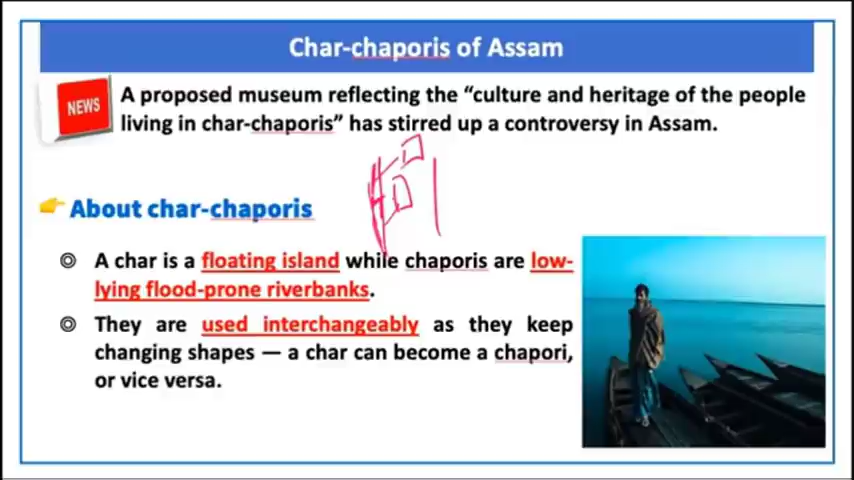 Char-chaporis of Assam
NEWS
A proposed museum reflecting the “culture and heritage of the people
living in char-chaporis” has stirred up a controversy in Assam.
About char-chaporis
A char is a floating island while chaporis are low-
lying flood-prone riverbanks.
They are used interchangeably as they keep
changing shapes — a char can become a chapori,
or vice versa.